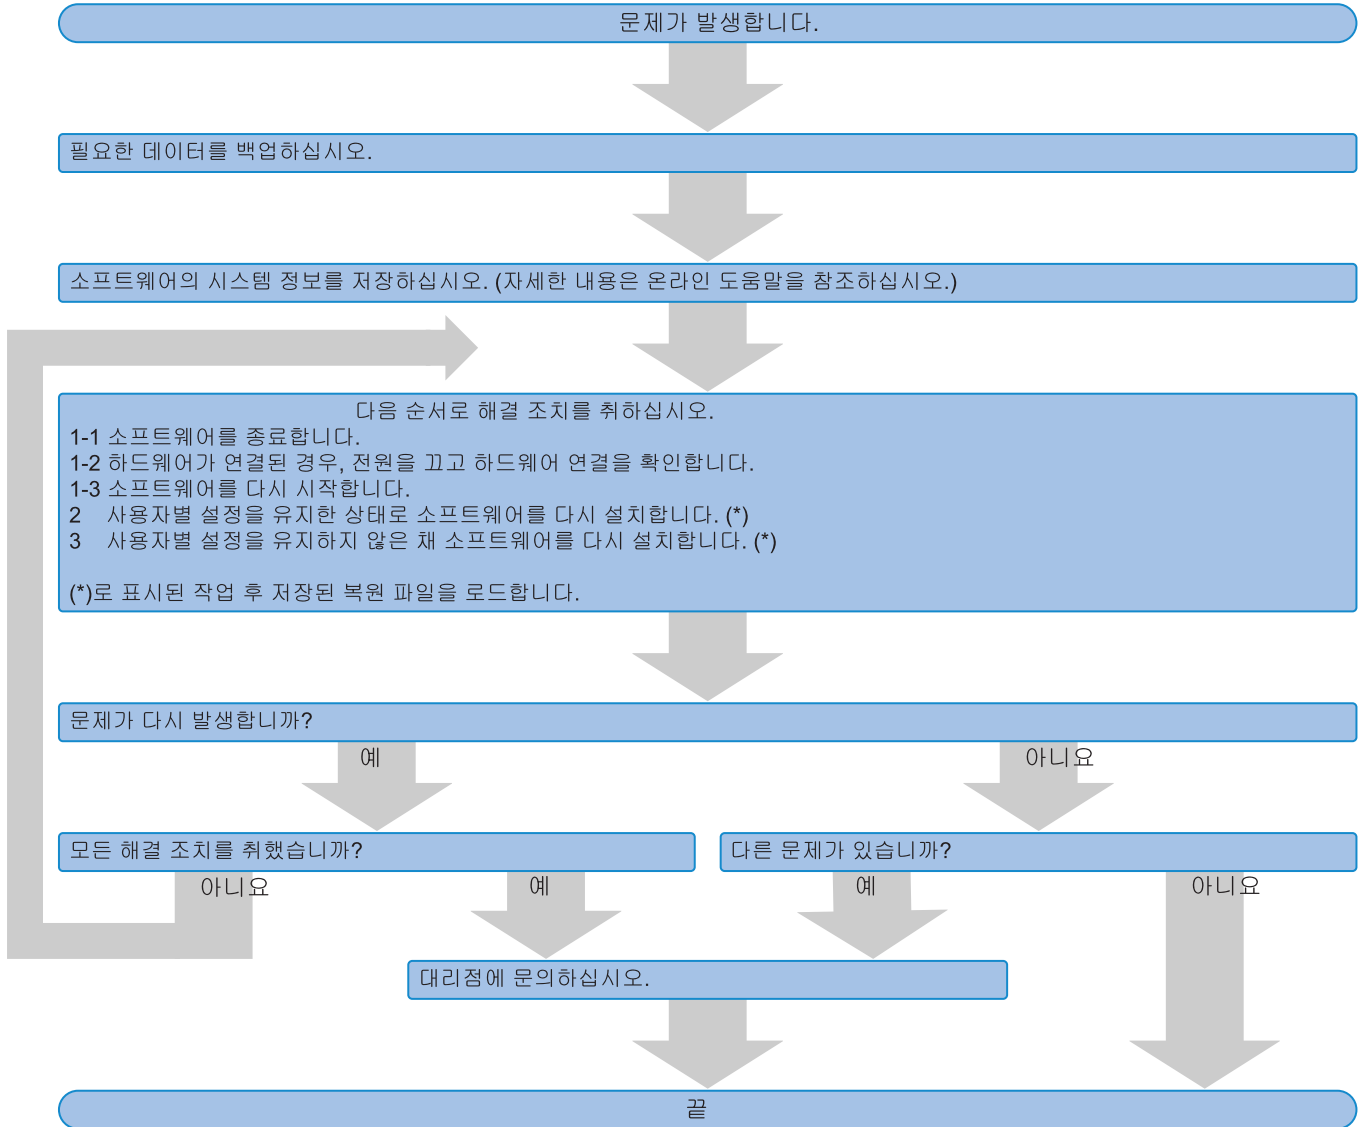 문제가 발생합니다.
필요한 데이터를 백업하십시오.
소프트웨어의 시스템 정보를 저장하십시오. (자세한 내용은 온라인 도움말을 참조하십시오.)
다음 순서로 해결 조치를 취하십시오.
1-1 소프트웨어를 종료합니다.
1-2 하드웨어가 연결된 경우, 전원을 끄고 하드웨어 연결을 확인합니다.
1-3 소프트웨어를 다시 시작합니다.
2 사용자별 설정을 유지한 상태로 소프트웨어를 다시 설치합니다. (*)
3 사용자별 설정을 유지하지 않은 채 소프트웨어를 다시 설치합니다. (*)
(*)로 표시된 작업 후 저장된 복원 파일을 로드합니다.
문제가 다시 발생합니까?
예
아니요
모든 해결 조치를 취했습니까?
다른 문제가 있습니까?
아니요
예
예
아니요
대리점에 문의하십시오.
끝